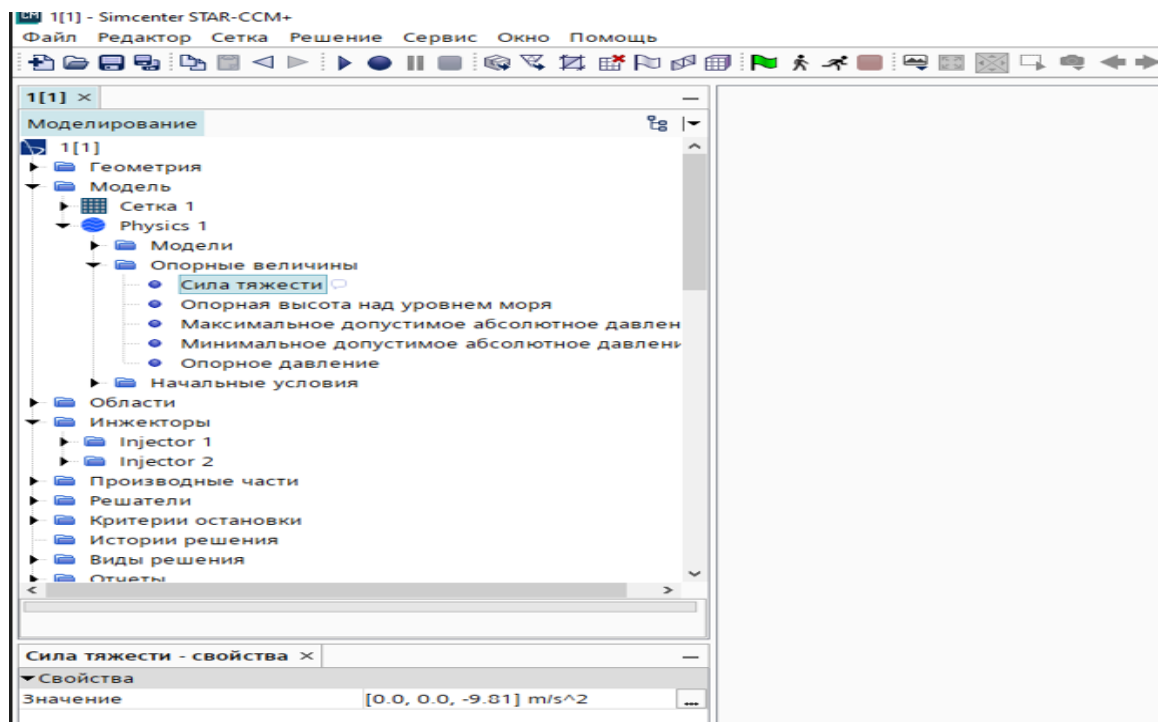 1[1] - Simcenter STAR-CCM+
Файл Редактор Сетка Решение Сервис Окно Помощь
1[1] ×
Моделирование
1[1]
Геометрия
Модель
Сетка 1
Physics 1
Модели
Опорные величины
Сила тяжести
Опорная высота над уровнем моря
Максимальное допустимое абсолютное давлен
Минимальное допустимое абсолютное давлени
Опорное давление
Начальные условия
Области
Инжекторы
Injector 1
Injector 2
Производные части
Решатели
Критерии остановки
Истории решения
Виды решения
Отчеты
Сила тяжести - свойства ×
Свойства
Значение [0.0, 0.0, -9.81] m/s^2 ...